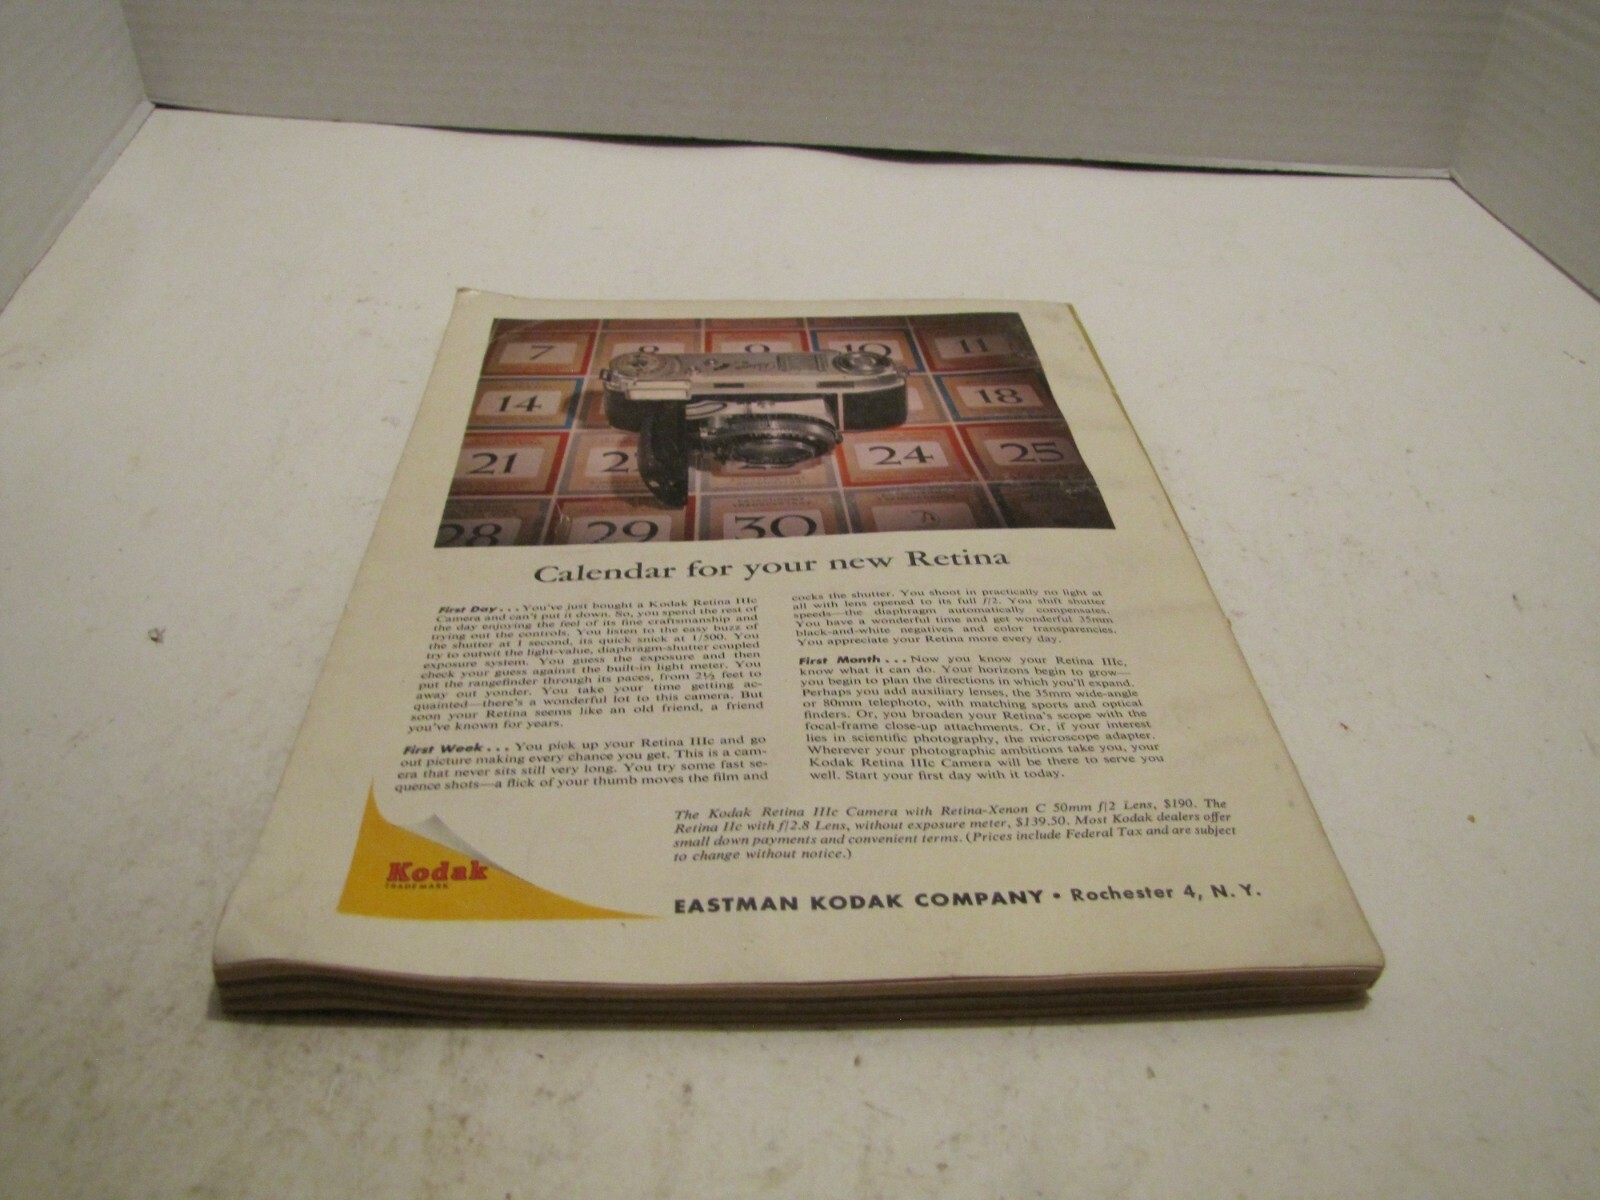 7 8 9 10 11
14 18
21 24 25
28 29 30 31
Calendar for your new Retina
First Day... You've just bought a Kodak Retina IIIc
Camera and can't put it down. So, you spend the rest of
the day enjoying the feel of its fine craftsmanship and
trying out the controls. You listen to the easy buzz of
the shutter at 1 second, its quick snick at 1/500. You
try to outwit the light-value, diaphragm-shutter coupled
exposure system. You guess the exposure and then
check your guess against the built-in light meter. You
put the rangefinder through its paces, from 2½ feet to
away out yonder. You take your time getting ac-
quainted—there's a wonderful lot to this camera. But
soon your Retina seems like an old friend, a friend
you've known for years.
First Week... You pick up your Retina IIIc and go
out picture making every chance you get. This is a cam-
era that never sits still very long. You try some fast se-
quence shots—a flick of your thumb moves the film and
cocks the shutter. You shoot in practically no light at
all with lens opened to its full f/2. You shift shutter
speeds—the diaphragm automatically compensates.
You have a wonderful time and get wonderful 35mm
black-and-white negatives and color transparencies.
You appreciate your Retina more every day.
First Month... Now you know your Retina IIIc,
know what it can do. Your horizons begin to grow—
you begin to plan the directions in which you'll expand.
Perhaps you add auxiliary lenses, the 35mm wide-angle
or 80mm telephoto, with matching sports and optical
finders. Or, you broaden your Retina's scope with the
focal-frame close-up attachments. Or, if your interest
lies in scientific photography, the microscope adapter.
Wherever your photographic ambitions take you, your
Kodak Retina IIIc Camera will be there to serve you
well. Start your first day with it today.
The Kodak Retina IIIc Camera with Retina-Xenon C 50mm f/2 Lens, $190. The
Retina IIc with f/2.8 Lens, without exposure meter, $139.50. Most Kodak dealers offer
small down payments and convenient terms. (Prices include Federal Tax and are subject
to change without notice.)
Kodak
TRADEMARK
EASTMAN KODAK COMPANY • Rochester 4, N. Y.